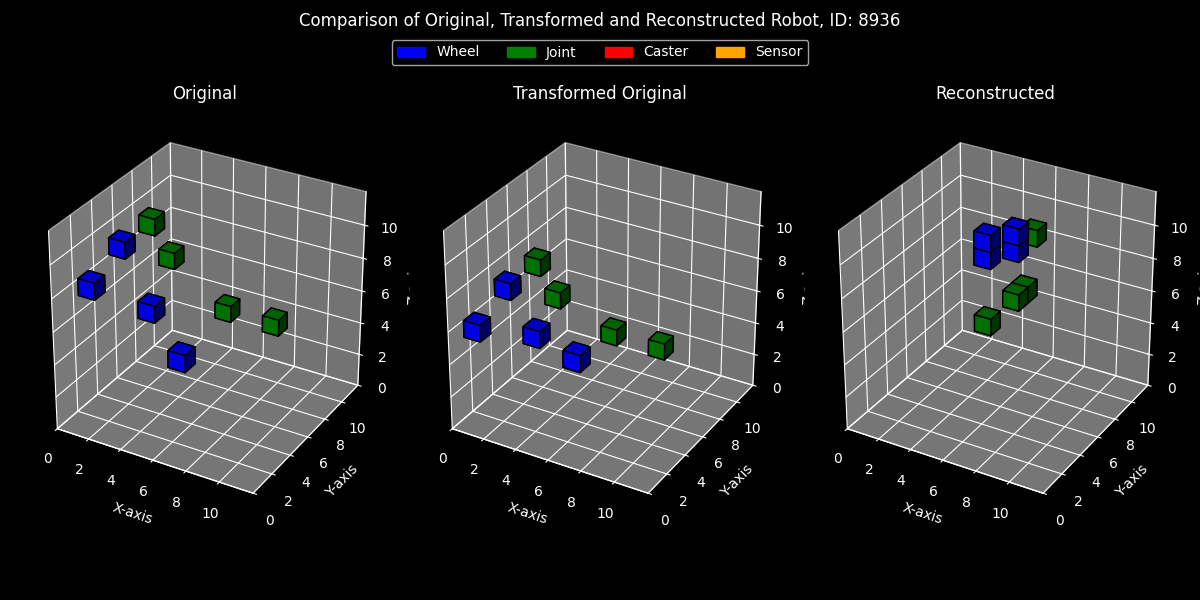 Comparison of Original, Transformed and Reconstructed Robot, ID: 8936
Wheel Joint Caster Sensor
Original Transformed Original Reconstructed
10 10 10
8 8 8
6 6 6
4 4 4
2 2 2
0 0 0
0 2 4 6 8 10 0 2 4 6 8 10 0 2 4 6 8 10
0 2 4 6 8 10 0 2 4 6 8 10 0 2 4 6 8 10
X-axis Y-axis X-axis Y-axis X-axis Y-axis